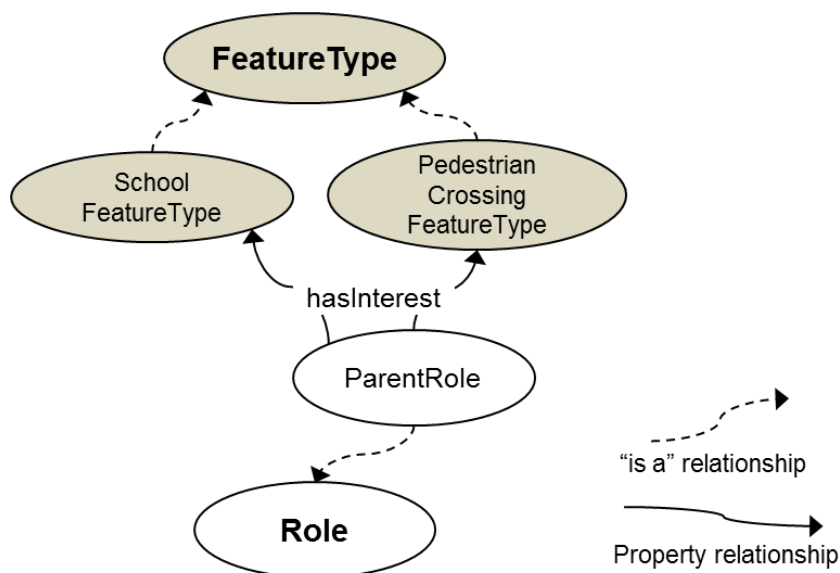 FeatureType
School
FeatureType
Pedestrian
Crossing
FeatureType
hasInterest
ParentRole
Role
“is a” relationship
Property relationship